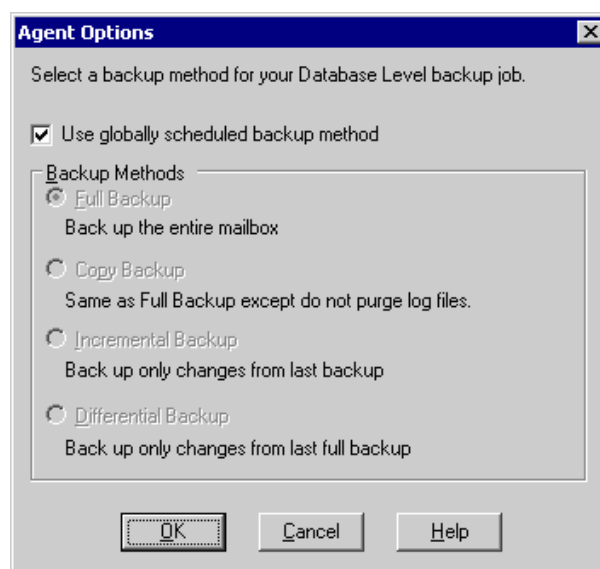 Agent Options
Select a backup method for your Database Level backup job.
Use globally scheduled backup method
Backup Methods
Full Backup
Back up the entire mailbox
Copy Backup
Same as Full Backup except do not purge log files.
Incremental Backup
Back up only changes from last backup
Differential Backup
Back up only changes from last full backup
OK Cancel Help